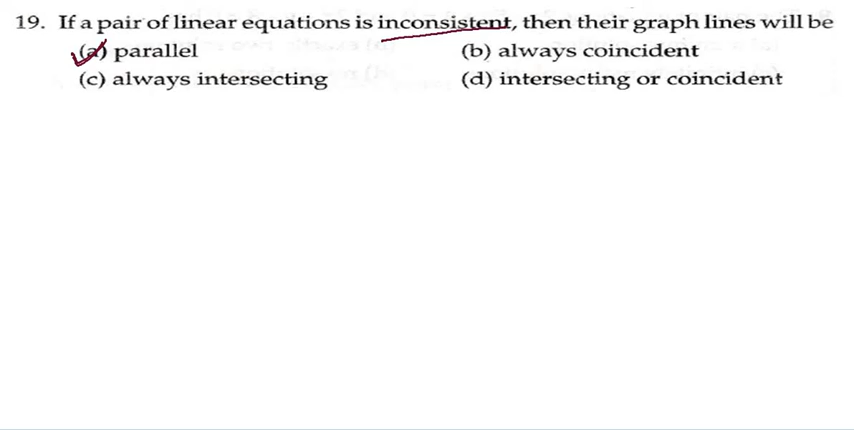 19. If a pair of linear equations is inconsistent, then their graph lines will be
(a) parallel (b) always coincident
(c) always intersecting (d) intersecting or coincident